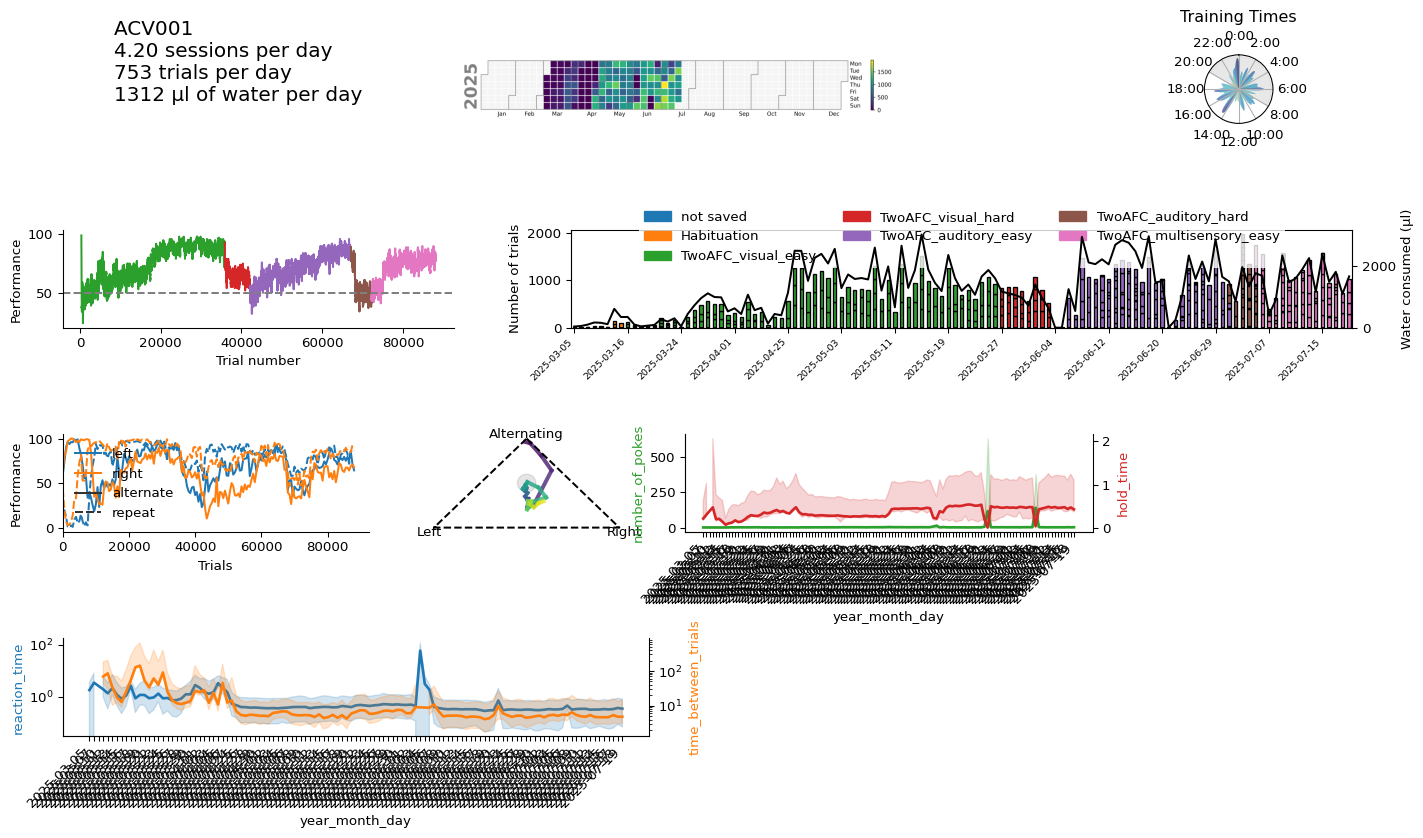 ACV001
4.20 sessions per day
753 trials per day
1312 μl of water per day
2025
Mon
Tue
Wed
Thu
Fri
Sat
Sun
Jan Feb Mar Apr May Jun Jul Aug Sep Oct Nov Dec
1500
1000
500
0
Training Times
0:00
2:00
4:00
6:00
8:00
10:00
12:00
14:00
16:00
18:00
20:00
22:00
Performance
100
50
0 20000 40000 60000 80000
Trial number
not saved
Habituation
TwoAFC_visual_easy
TwoAFC_visual_hard
TwoAFC_auditory_easy
TwoAFC_auditory_hard
TwoAFC_multisensory_easy
Number of trials
2000
1000
0
Water consumed (μl)
2000
0
2025-03-05
2025-03-16
2025-03-24
2025-04-01
2025-04-25
2025-05-03
2025-05-11
2025-05-19
2025-05-27
2025-06-04
2025-06-12
2025-06-20
2025-06-29
2025-07-07
2025-07-15
Performance
100
50
0
left
right
alternate
repeat
0 20000 40000 60000 80000
Trials
Alternating
Left
Right
number_of_pokes
500
250
0
hold_time
2
1
0
year_month_day
reaction_time
10²
10⁰
time_between_trials
10²
10¹
year_month_day